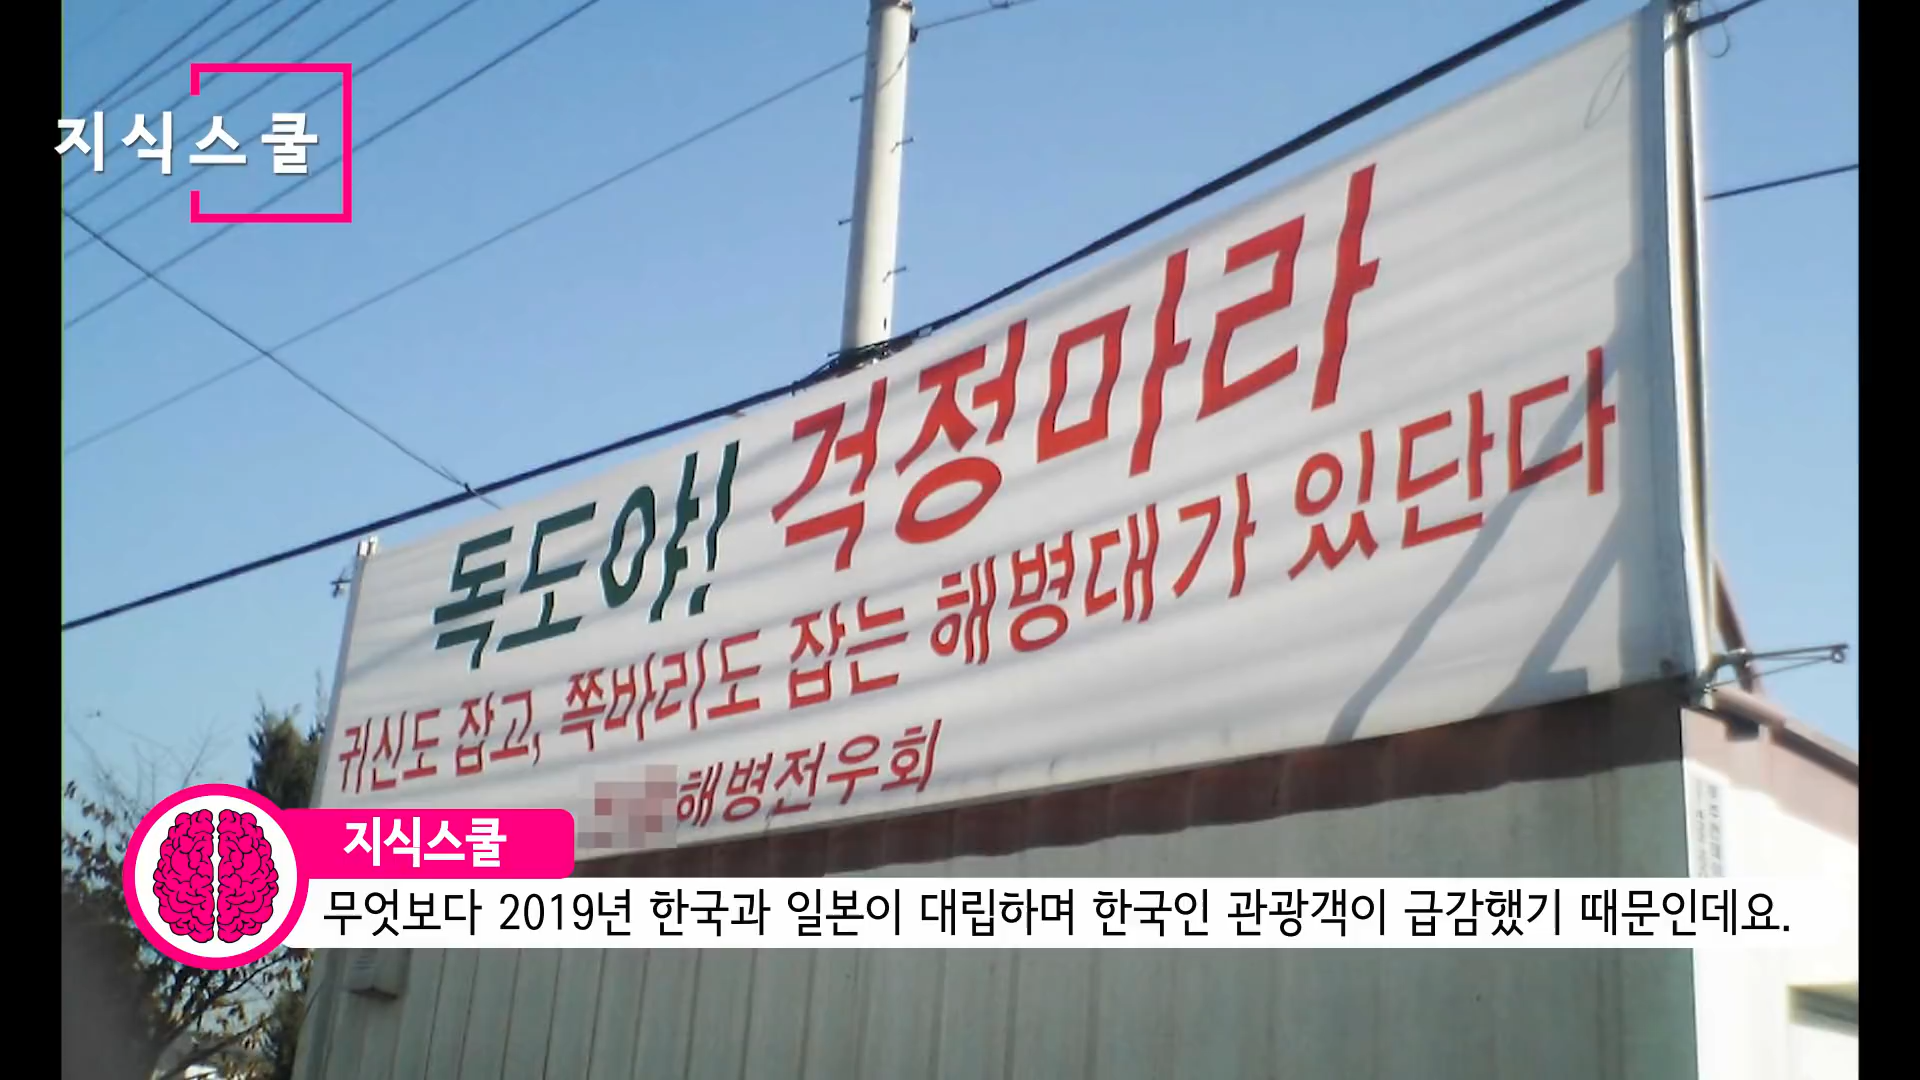 지식스쿨
독도야! 걱정마라
귀신도 잡고, 쪽바리도 잡는 해병대가 있단다
해병전우회
지식스쿨
무엇보다 2019년 한국과 일본이 대립하며 한국인 관광객이 급감했기 때문인데요.